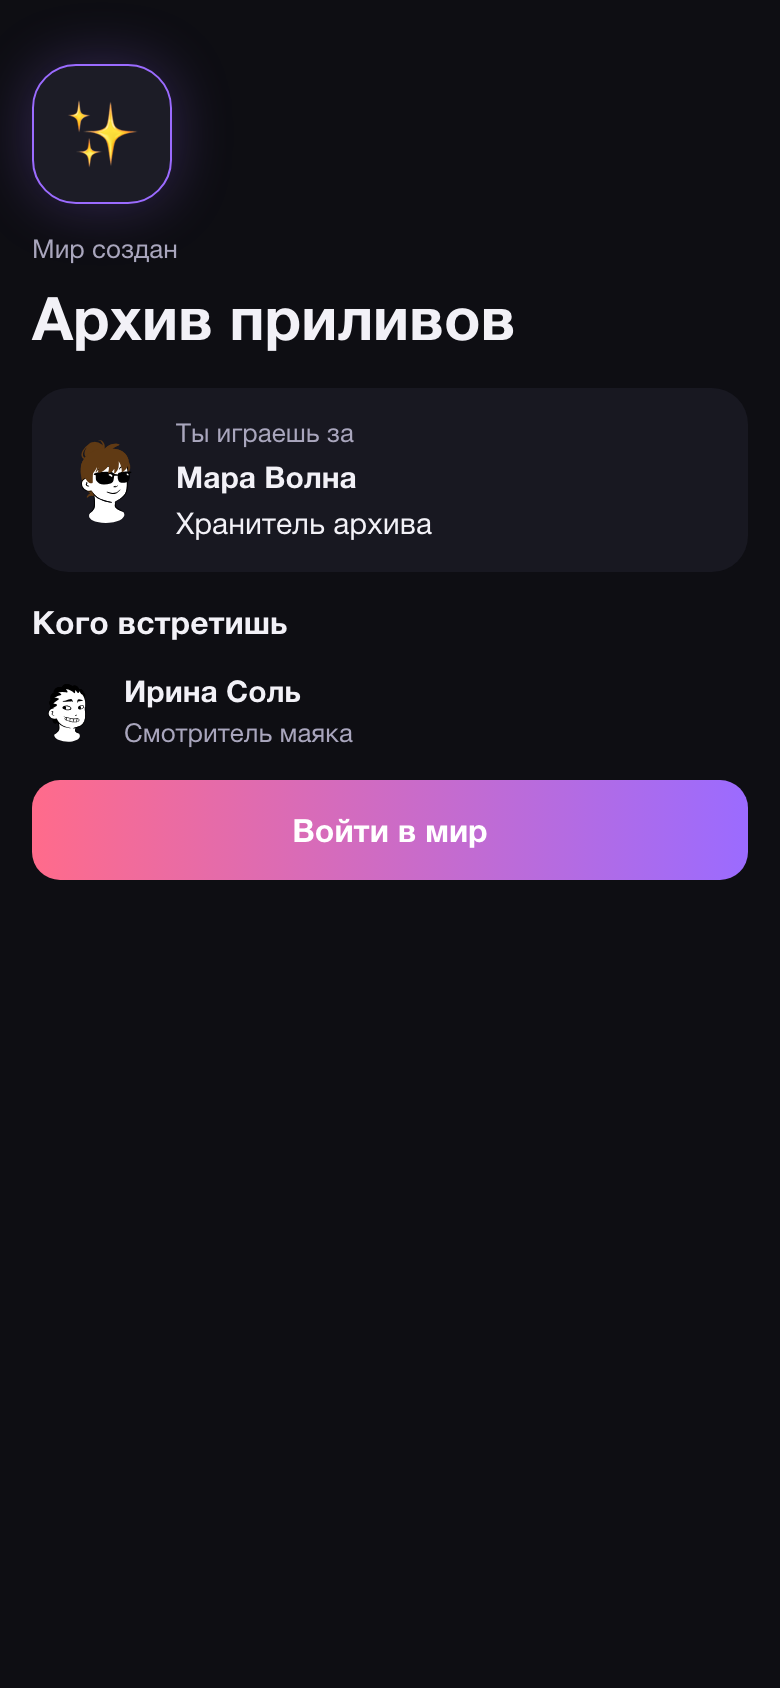 Мир создан
Архив приливов
Ты играешь за
Мара Волна
Хранитель архива
Кого встретишь
Ирина Соль
Смотритель маяка
Войти в мир